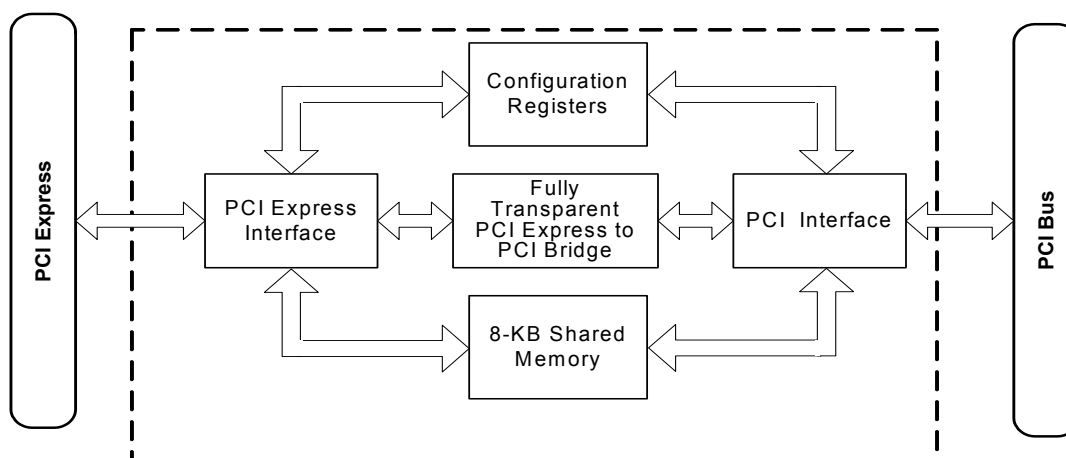 PCI Express
Configuration
Registers
PCI Express
Interface
Fully
Transparent
PCI Express to
PCI Bridge
PCI Interface
8-KB Shared
Memory
PCI Bus